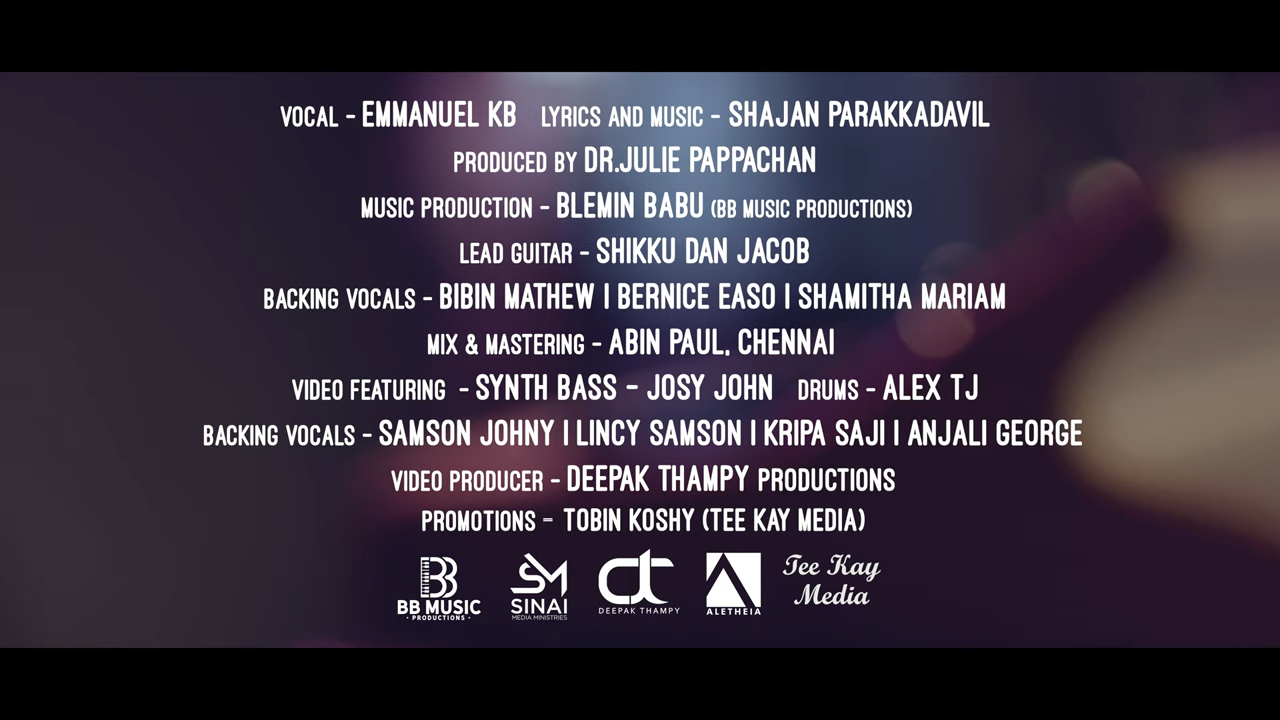 VOCAL - EMMANUEL KB LYRICS AND MUSIC - SHAJAN PARAKKADAVIL
PRODUCED BY DR.JULIE PAPPACHAN
MUSIC PRODUCTION - BLEMIN BABU (BB MUSIC PRODUCTIONS)
LEAD GUITAR - SHIKKU DAN JACOB
BACKING VOCALS - BIBIN MATHEW | BERNICE EASO | SHAMITHA MARIAM
MIX & MASTERING - ABIN PAUL, CHENNAI
VIDEO FEATURING - SYNTH BASS - JOSY JOHN DRUMS - ALEX TJ
BACKING VOCALS - SAMSON JOHNY | LINCY SAMSON | KRIPA SAJI | ANJALI GEORGE
VIDEO PRODUCER - DEEPAK THAMPY PRODUCTIONS
PROMOTIONS - TOBIN KOSHY (TEE KAY MEDIA)
BB
BB MUSIC
• PRODUCTIONS •
SM
SINAI
MEDIA MINISTRIES
dt
DEEPAK THAMPY
ALETHEIA
Tee Kay
Media